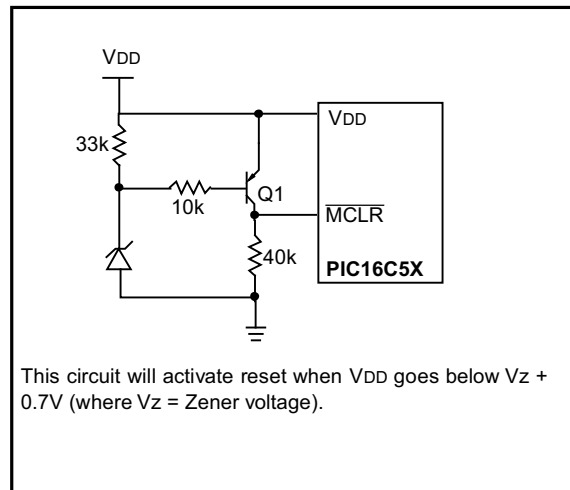 VDD
VDD
33k
10k
Q1
MCLR
40k
PIC16C5X
This circuit will activate reset when VDD goes below Vz +
0.7V (where Vz = Zener voltage).